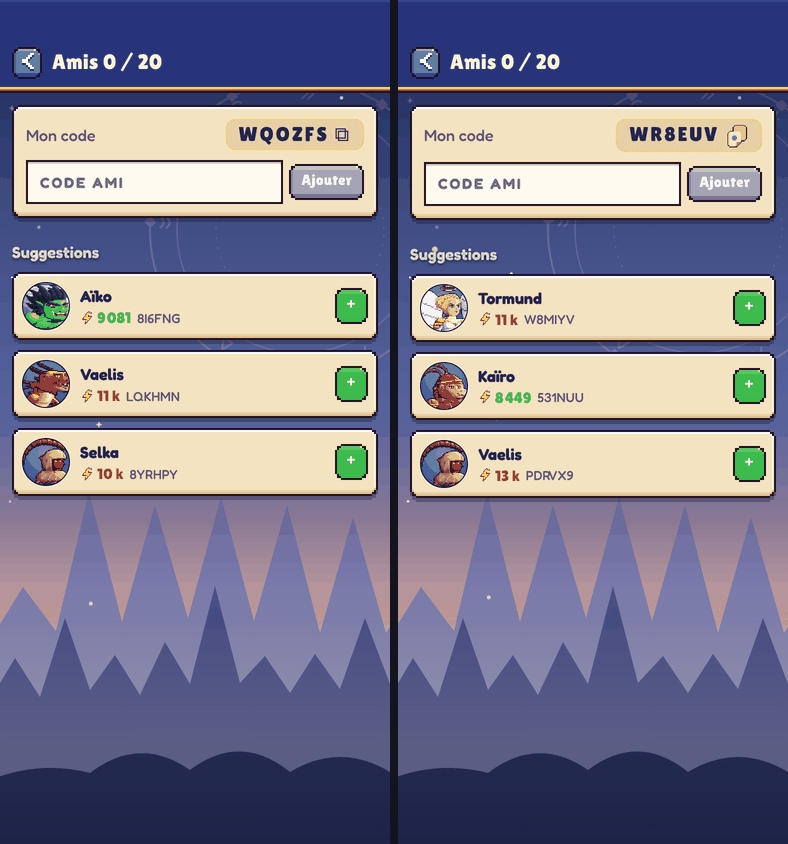 Amis 0 / 20
Mon code
WQOZFS
CODE AMI
Ajouter
Suggestions
Aïko
9081 8I6FNG
+
Vaelis
11 k LQKHMN
+
Selka
10 k 8YRHPY
+
Amis 0 / 20
Mon code
WR8EUV
CODE AMI
Ajouter
Suggestions
Tormund
11 k W8MIYV
+
Kaïro
8449 531NUU
+
Vaelis
13 k PDRVX9
+